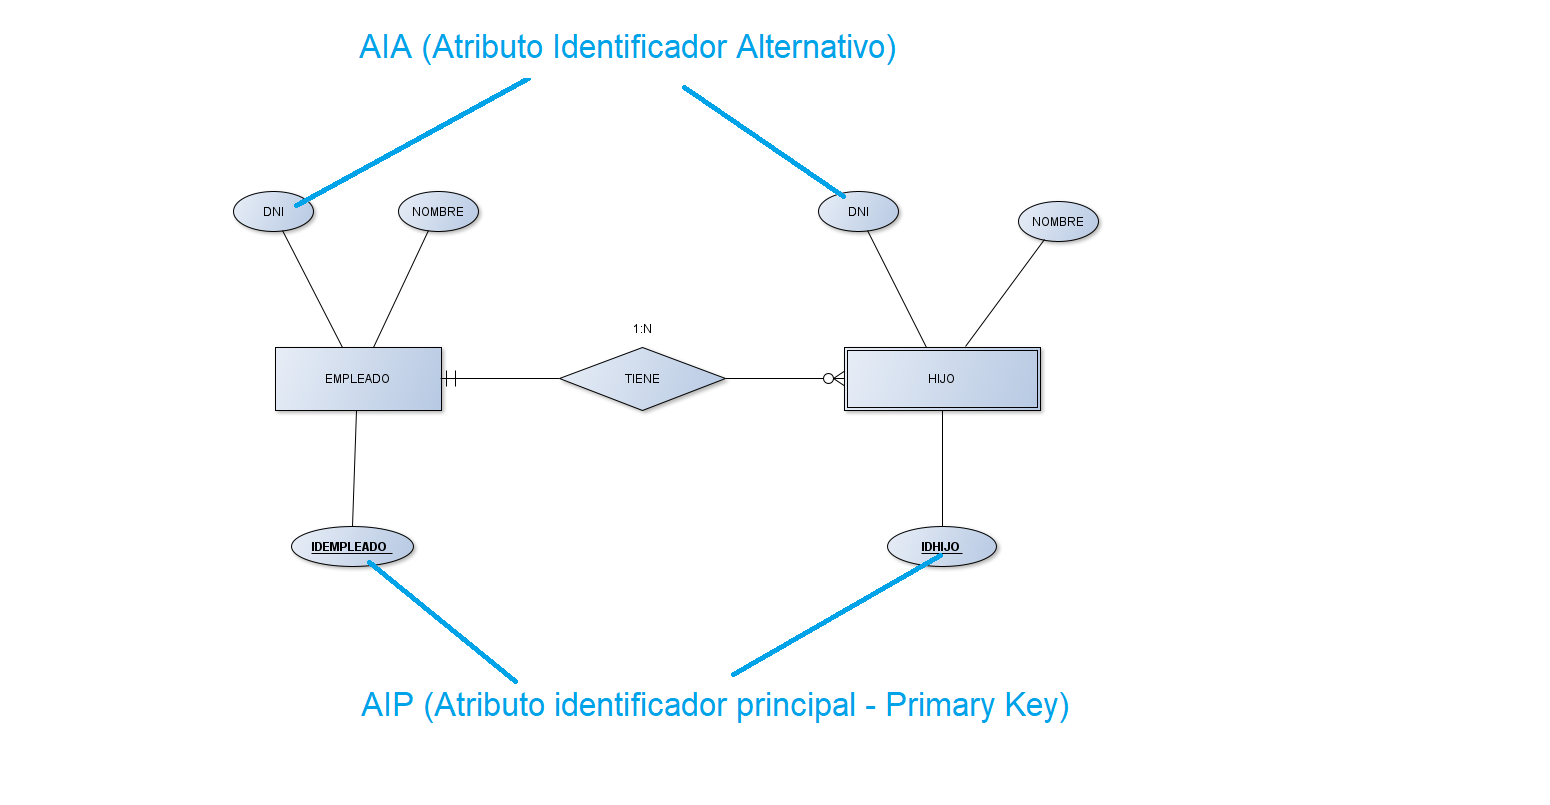 AIA (Atributo Identificador Alternativo)
DNI
NOMBRE
DNI
NOMBRE
1:N
EMPLEADO
TIENE
HIJO
IDEMPLEADO
IDHIJO
AIP (Atributo identificador principal - Primary Key)